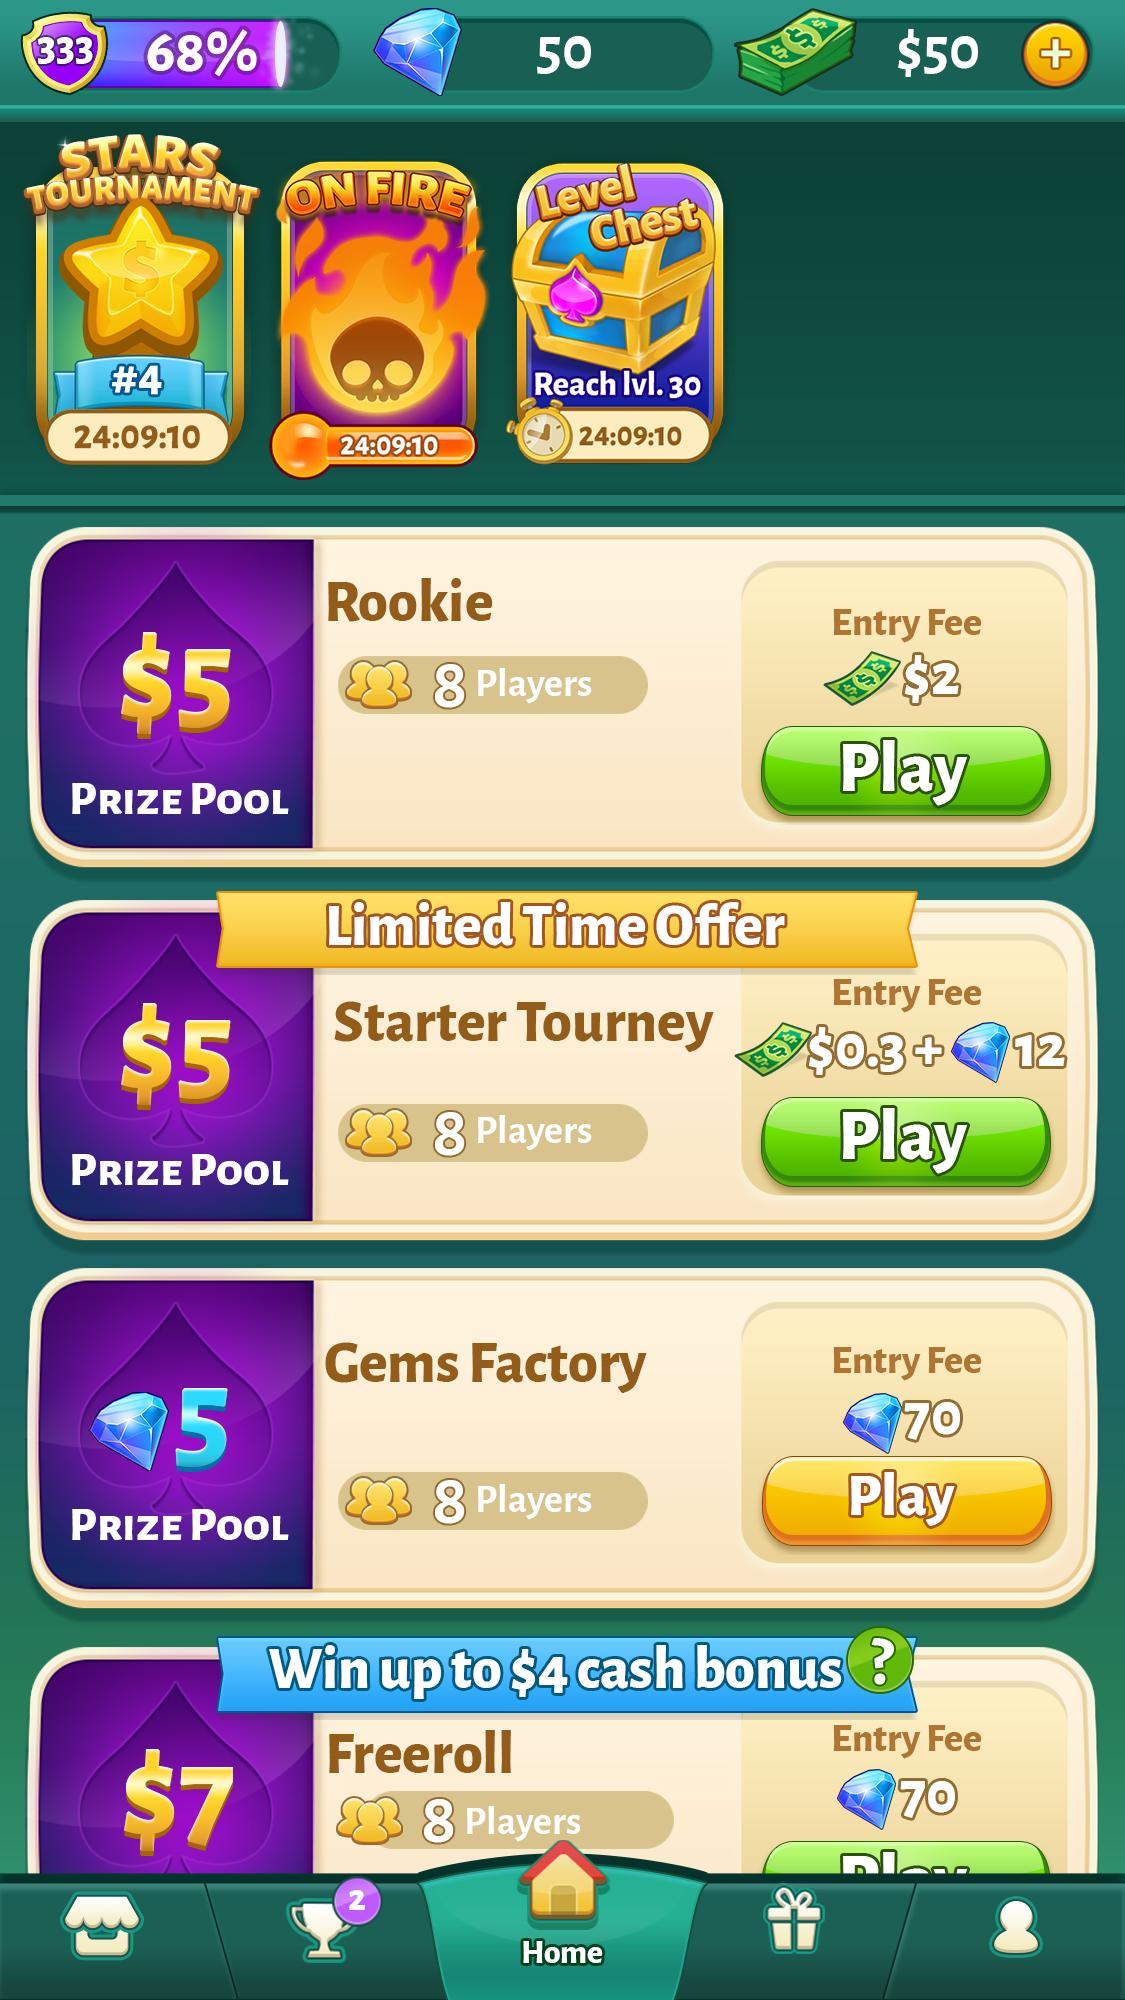 333 68% 50 $50 +
STARS TOURNAMENT
$
#4
24:09:10
ON FIRE
24:09:10
Level Chest
Reach lvl. 30
24:09:10
$5
PRIZE POOL
Rookie
8 Players
Entry Fee
$2
Play
Limited Time Offer
$5
PRIZE POOL
Starter Tourney
8 Players
Entry Fee
$0.3 + 12
Play
5
PRIZE POOL
Gems Factory
8 Players
Entry Fee
70
Play
Win up to $4 cash bonus ?
$7
Freeroll
8 Players
Entry Fee
70
Play
2
Home